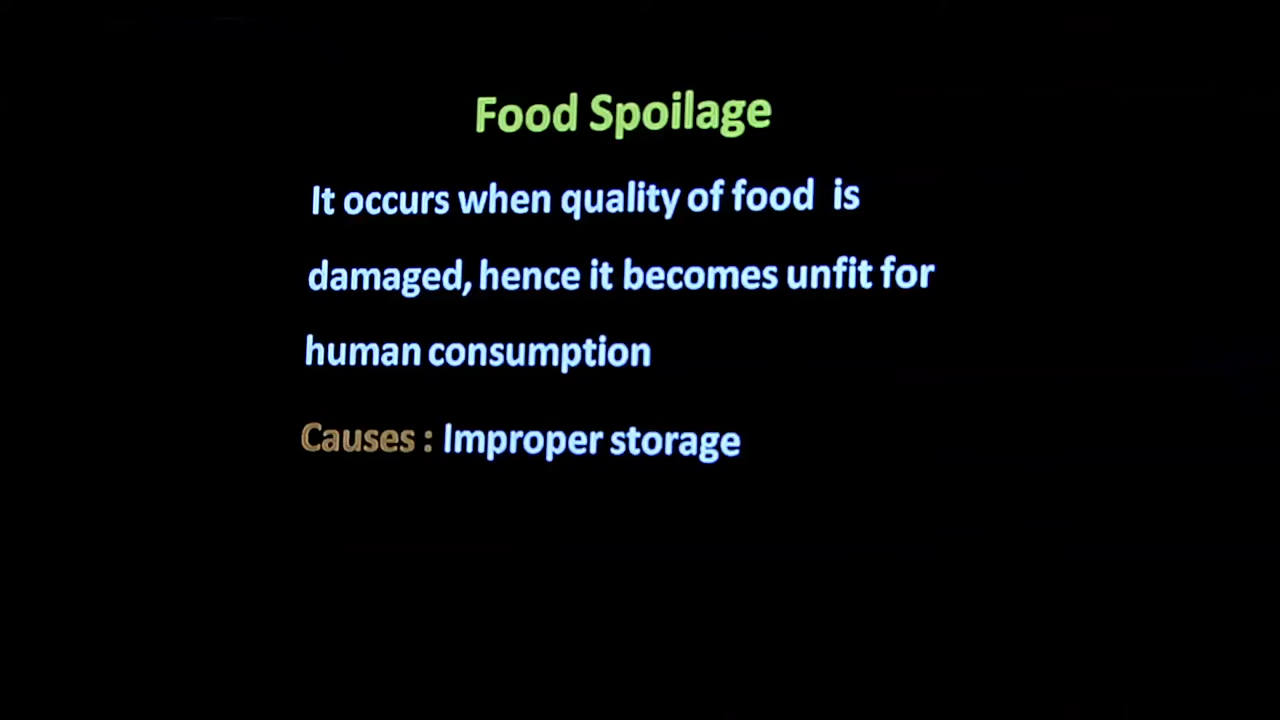 Food Spoilage
It occurs when quality of food is
damaged, hence it becomes unfit for
human consumption
Causes : Improper storage